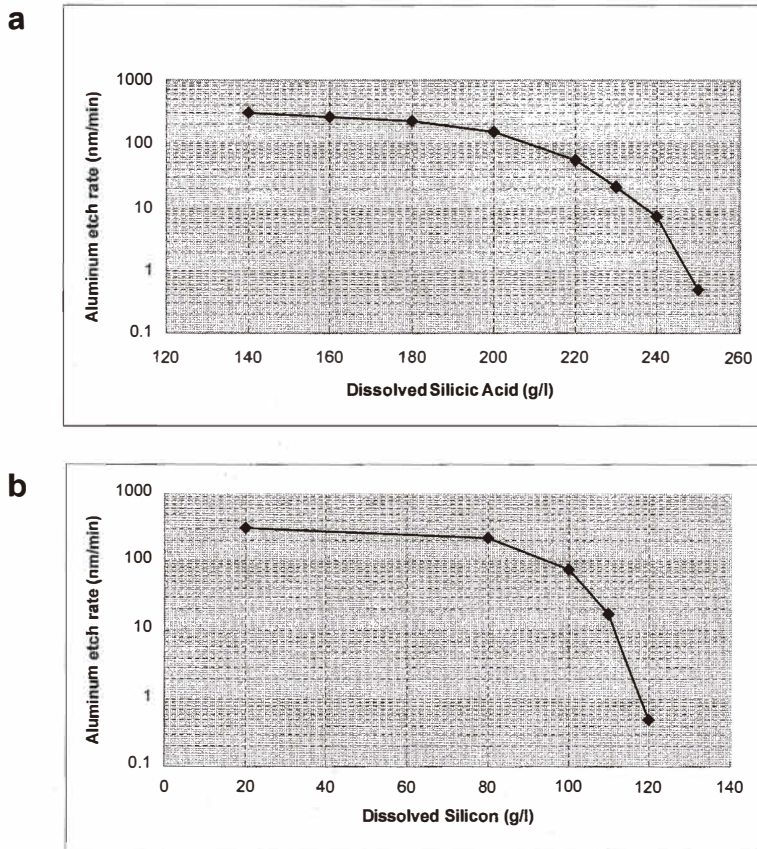 a
1000
100
10
1
0.1
Aluminum etch rate (nm/min)
120 140 160 180 200 220 240 260
Dissolved Silicic Acid (g/l)
b
1000
100
10
1
0.1
Aluminum etch rate (nm/min)
0 20 40 60 80 100 120 140
Dissolved Silicon (g/l)